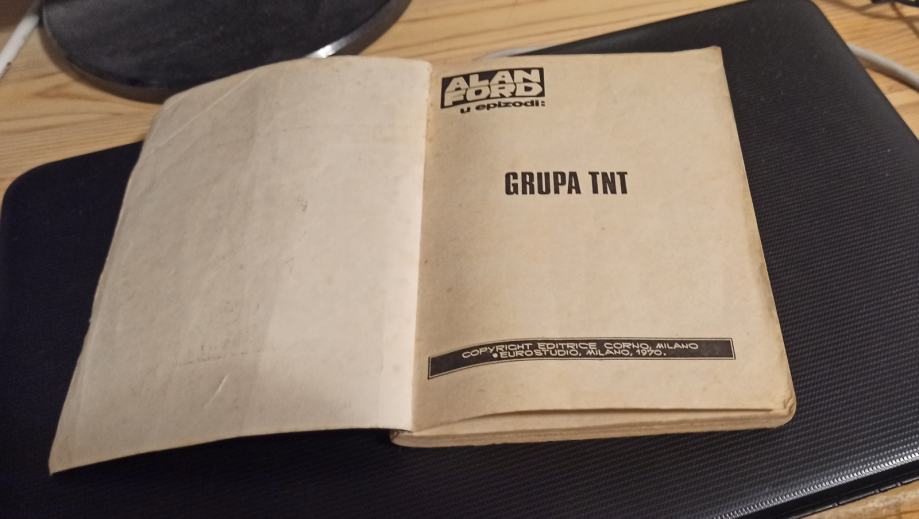 ALAN
FORD
u epizodi:
GRUPA TNT
COPYRIGHT EDITRICE CORNO, MILANO
•EUROSTUDIO, MILANO, 1970.